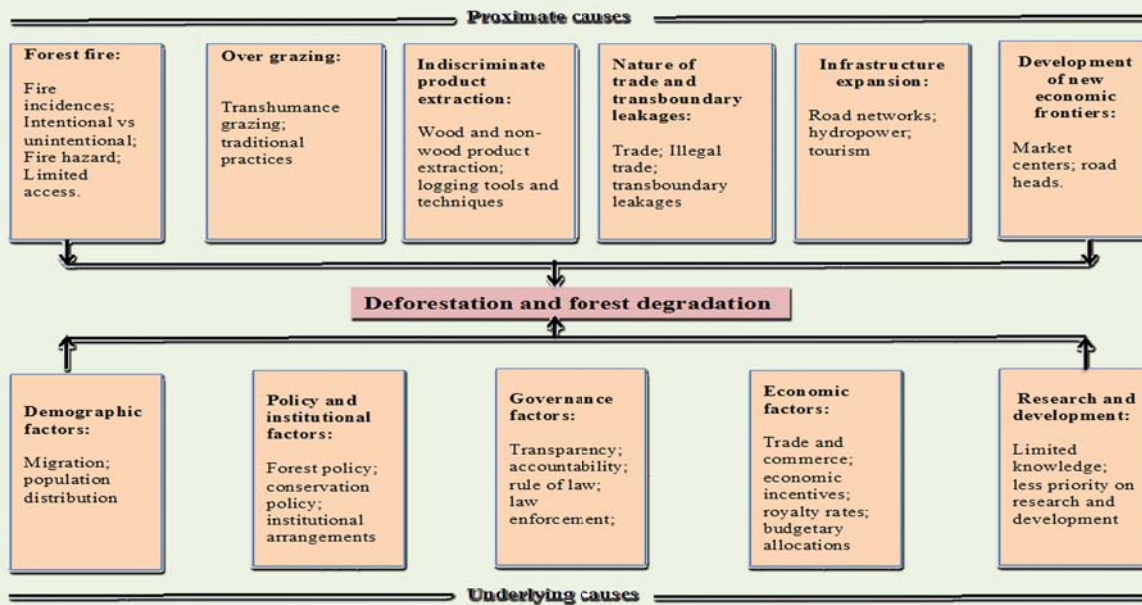 Proximate causes
Forest fire:
Fire
incidences;
Intentional vs
unintentional;
Fire hazard;
Limited
access.
Over grazing:
Transhumance
grazing;
traditional
practices
Indiscriminate
product
extraction:
Wood and non-
wood product
extraction;
logging tools and
techniques
Nature of
trade and
transboundary
leakages:
Trade; Illegal
trade;
transboundary
leakages
Infrastructure
expansion:
Road networks;
hydropower;
tourism
Development
of new
economic
frontiers:
Market
centers; road
heads.
Deforestation and forest degradation
Demographic
factors:
Migration;
population
distribution
Policy and
institutional
factors:
Forest policy;
conservation
policy;
institutional
arrangements
Governance
factors:
Transparency;
accountability;
rule of law;
law
enforcement;
Economic
factors:
Trade and
commerce;
economic
incentives;
royalty rates;
budgetary
allocations
Research and
development:
Limited
knowledge;
less priority on
research and
development
Underlying causes